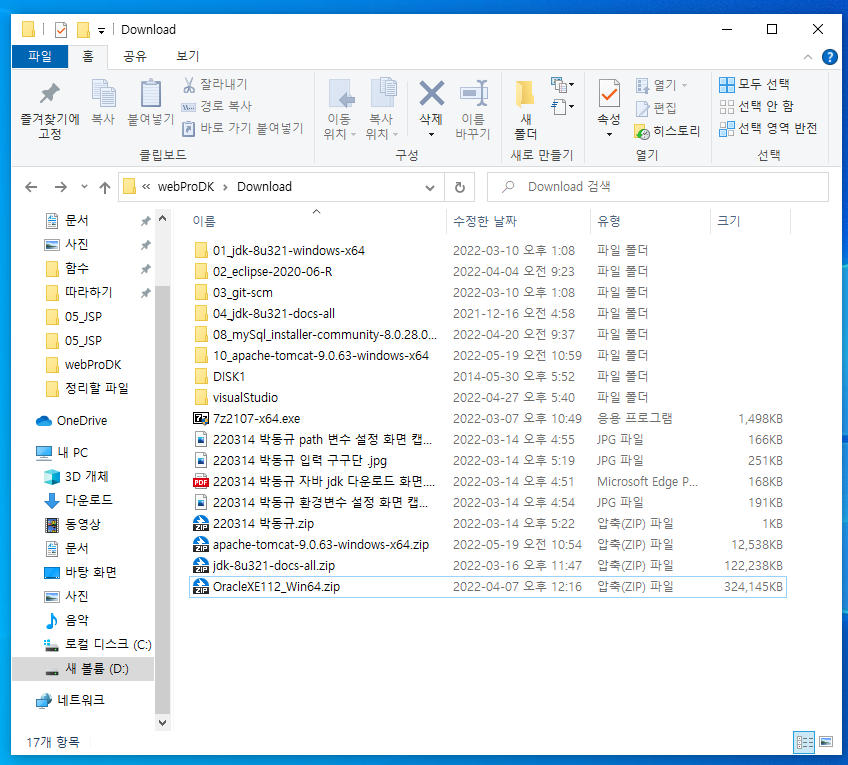 Download
파일 홈 공유 보기
즐겨찾기에 고정
복사
붙여넣기
잘라내기
경로 복사
바로 가기 붙여넣기
클립보드
이동 위치
복사 위치
삭제
이름 바꾸기
구성
새 폴더
새로 만들기
속성
열기
편집
히스토리
열기
모두 선택
선택 안 함
선택 영역 반전
선택
« webProDK › Download
Download 검색
문서
사진
함수
따라하기
05_JSP
05_JSP
webProDK
정리할 파일
OneDrive
내 PC
3D 개체
다운로드
동영상
문서
바탕 화면
사진
음악
로컬 디스크 (C:)
새 볼륨 (D:)
네트워크
이름 수정한 날짜 유형 크기
01_jdk-8u321-windows-x64 2022-03-10 오후 1:08 파일 폴더
02_eclipse-2020-06-R 2022-04-04 오전 9:23 파일 폴더
03_git-scm 2022-03-10 오후 1:08 파일 폴더
04_jdk-8u321-docs-all 2021-12-16 오전 4:58 파일 폴더
08_mySql_installer-community-8.0.28.0... 2022-04-20 오전 9:37 파일 폴더
10_apache-tomcat-9.0.63-windows-x64 2022-05-19 오전 10:59 파일 폴더
DISK1 2014-05-30 오후 5:52 파일 폴더
visualStudio 2022-04-27 오후 5:40 파일 폴더
7z2107-x64.exe 2022-03-07 오후 10:49 응용 프로그램 1,498KB
220314 박동규 path 변수 설정 화면 캡... 2022-03-14 오후 4:55 JPG 파일 166KB
220314 박동규 입력 구구단 .jpg 2022-03-14 오후 5:19 JPG 파일 251KB
220314 박동규 자바 jdk 다운로드 화면.... 2022-03-14 오후 4:51 Microsoft Edge P... 168KB
220314 박동규 환경변수 설정 화면 캡... 2022-03-14 오후 4:54 JPG 파일 191KB
220314 박동규.zip 2022-03-14 오후 5:22 압축(ZIP) 파일 1KB
apache-tomcat-9.0.63-windows-x64.zip 2022-05-19 오전 10:54 압축(ZIP) 파일 12,538KB
jdk-8u321-docs-all.zip 2022-03-16 오전 11:47 압축(ZIP) 파일 122,238KB
OracleXE112_Win64.zip 2022-04-07 오후 12:16 압축(ZIP) 파일 324,145KB
17개 항목